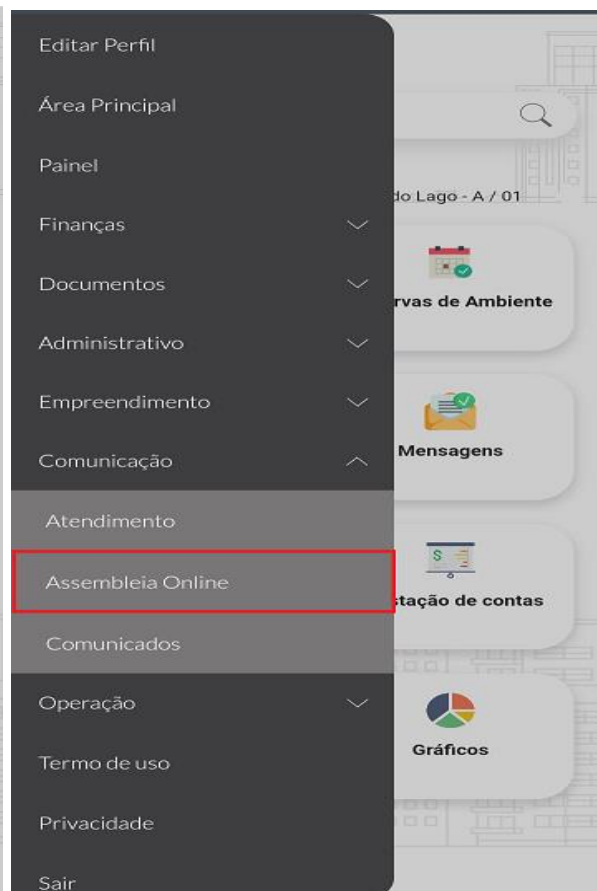 Editar Perfil
Área Principal
Painel
Finanças
Documentos
Administrativo
Empreendimento
Comunicação
Atendimento
Assembleia Online
Comunicados
Operação
Termo de uso
Privacidade
Sair
do Lago - A / 01
rvas de Ambiente
Mensagens
stação de contas
Gráficos